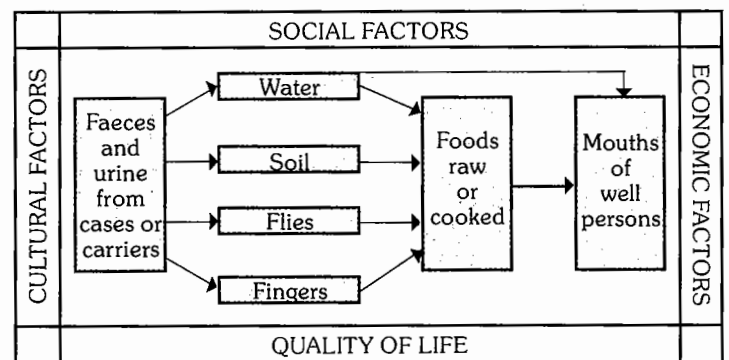 SOCIAL FACTORS
CULTURAL FACTORS
Faeces
and
urine
from
cases or
carriers
Water
Soil
Flies
Fingers
Foods
raw
or
cooked
Mouths
of
well
persons
ECONOMIC FACTORS
QUALITY OF LIFE